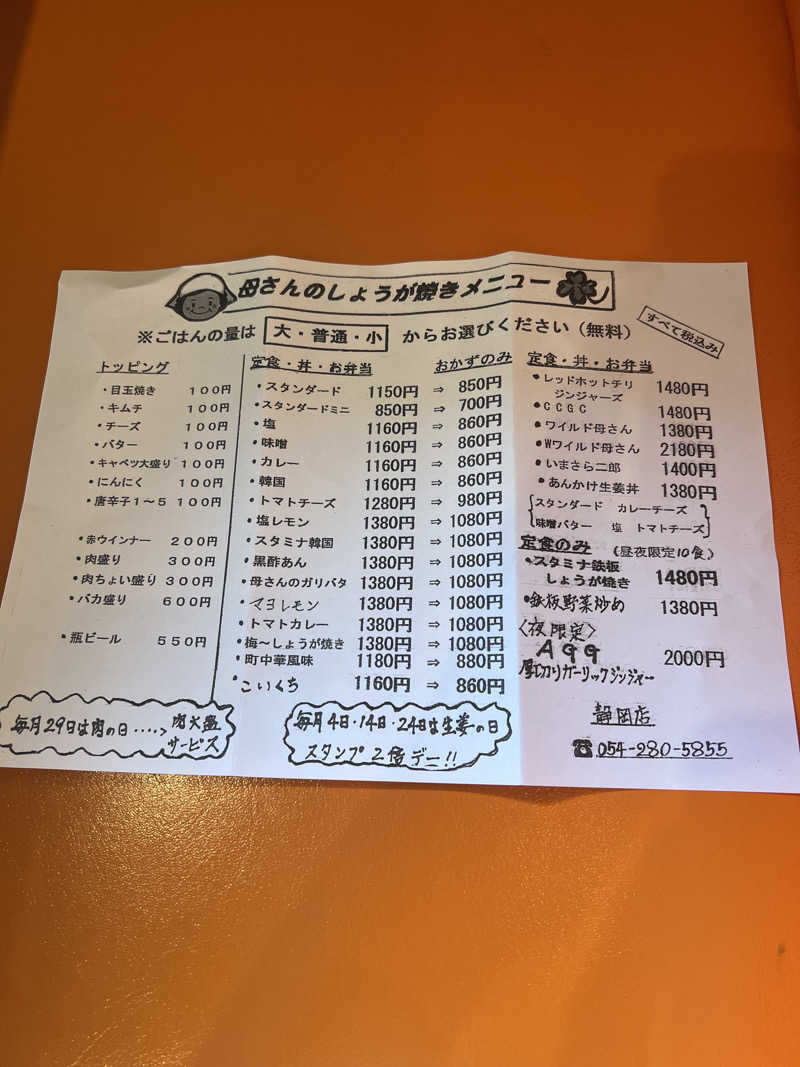 母さんのしょうが焼きメニュー
※ごはんの量は 大・普通・小 からお選びください（無料）
すべて税込み
トッピング
・目玉焼き １００円
・キムチ １００円
・チーズ １００円
・バター １００円
・キャベツ大盛り １００円
・にんにく １００円
・唐辛子１～５ １００円
・赤ウインナー ２００円
・肉盛り ３００円
・肉ちょい盛り ３００円
・バカ盛り ６００円
・瓶ビール ５５０円
定食・丼・お弁当 おかずのみ
・スタンダード 1150円 ⇒ 850円
・スタンダードミニ 850円 ⇒ 700円
・塩 1160円 ⇒ 860円
・味噌 1160円 ⇒ 860円
・カレー 1160円 ⇒ 860円
・韓国 1160円 ⇒ 860円
・トマトチーズ 1280円 ⇒ 980円
・塩レモン 1380円 ⇒ 1080円
・スタミナ韓国 1380円 ⇒ 1080円
・黒酢あん 1380円 ⇒ 1080円
・母さんのガリバタ 1380円 ⇒ 1080円
・マヨレモン 1380円 ⇒ 1080円
・トマトカレー 1380円 ⇒ 1080円
・梅～しょうが焼き 1380円 ⇒ 1080円
・町中華風味 1180円 ⇒ 880円
・こいくち 1160円 ⇒ 860円
定食・丼・お弁当
・レッドホットチリ
ジンジャーズ 1480円
・ＣＣＧＣ 1480円
・ワイルド母さん 1380円
・Wワイルド母さん 2180円
・いまさら二郎 1400円
・あんかけ生姜丼 1380円
スタンダード カレーチーズ
味噌バター 塩 トマトチーズ
定食のみ （昼夜限定10食）
・スタミナ鉄板
しょうが焼き 1480円
・鉄板野菜炒め 1380円
〈夜限定〉
A99 2000円
厚切りガーリックジンジャー
静岡店
☎054-280-5855
毎月29日は肉の日‥‥> 肉大盛
サービス
毎月4日・14日・24日は生姜の日
スタンプ2倍デー!!